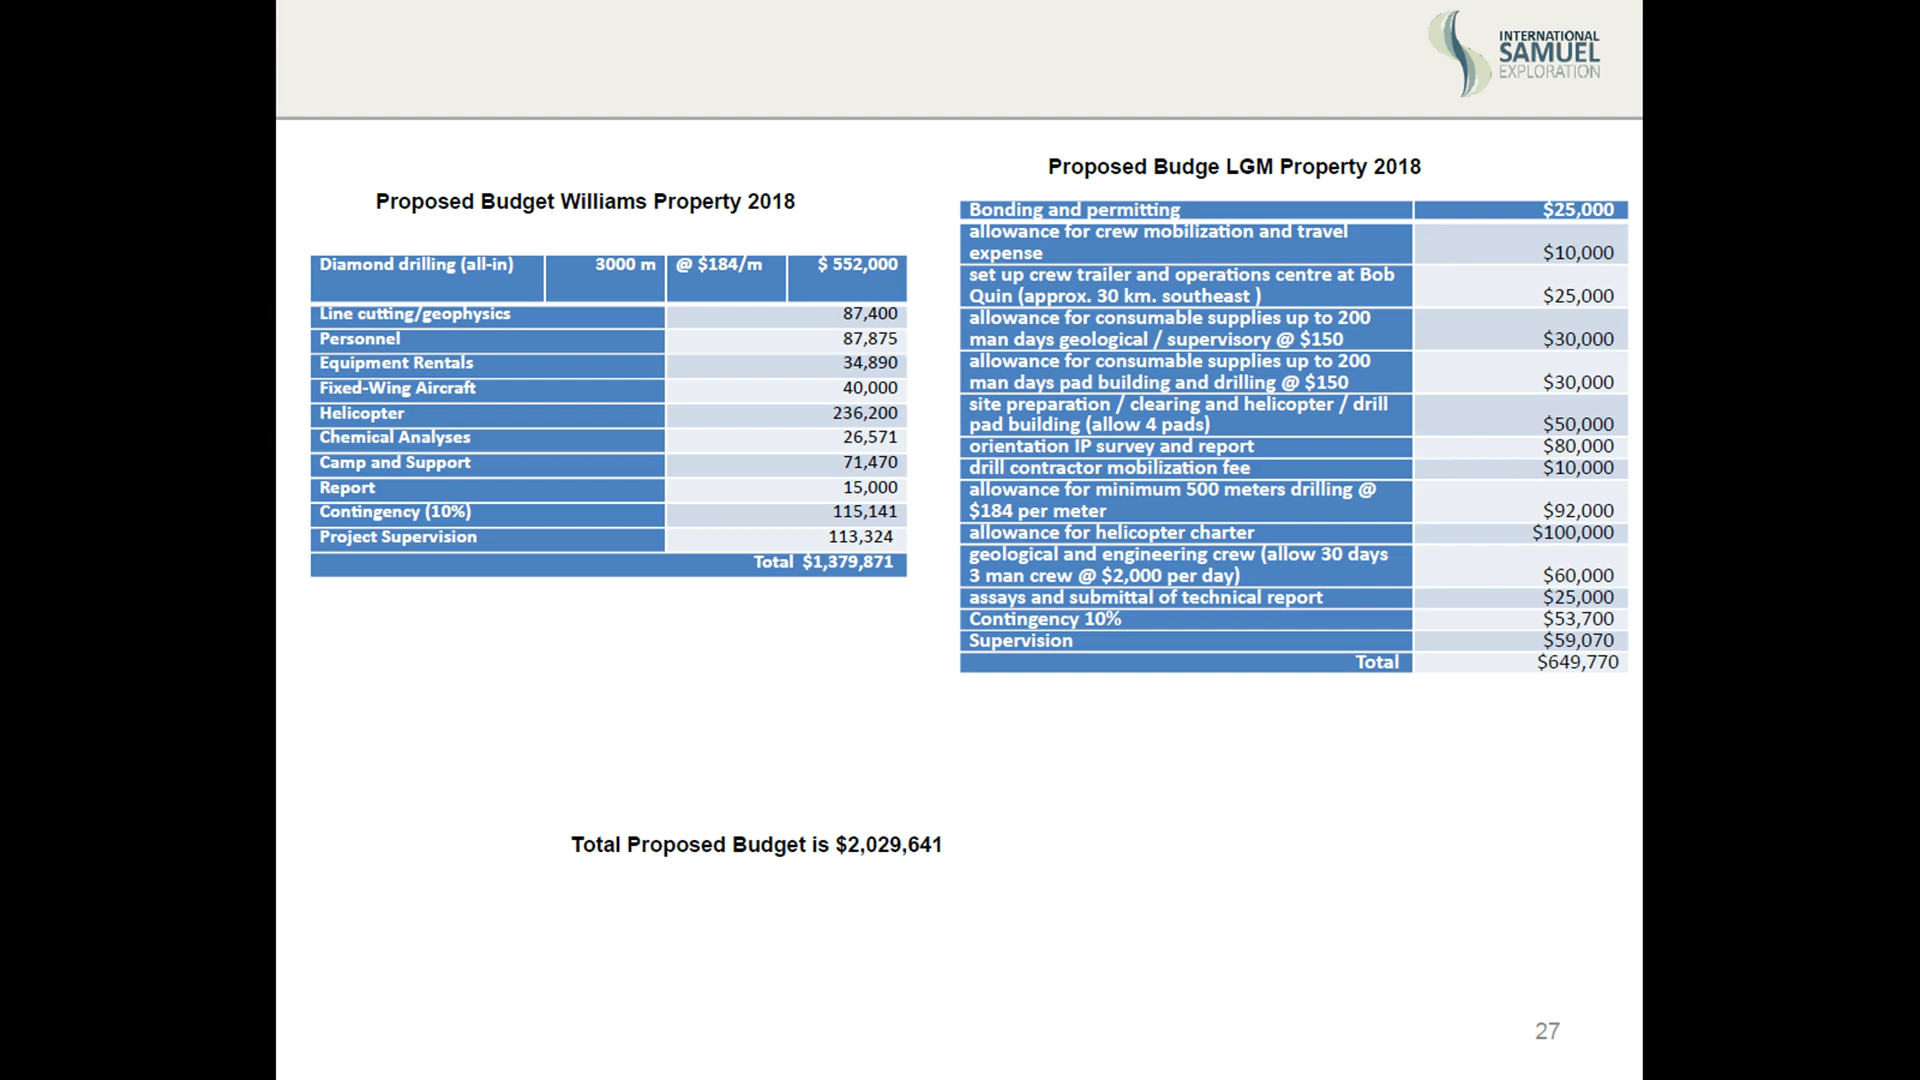 INTERNATIONAL
SAMUEL
EXPLORATION
Proposed Budget Williams Property 2018
Diamond drilling (all-in) 3000 m @ $184/m $ 552,000
Line cutting/geophysics 87,400
Personnel 87,875
Equipment Rentals 34,890
Fixed-Wing Aircraft 40,000
Helicopter 236,200
Chemical Analyses 26,571
Camp and Support 71,470
Report 15,000
Contingency (10%) 115,141
Project Supervision 113,324
Total $1,379,871
Proposed Budge LGM Property 2018
Bonding and permitting $25,000
allowance for crew mobilization and travel
expense $10,000
set up crew trailer and operations centre at Bob
Quin (approx. 30 km. southeast ) $25,000
allowance for consumable supplies up to 200
man days geological / supervisory @ $150 $30,000
allowance for consumable supplies up to 200
man days pad building and drilling @ $150 $30,000
site preparation / clearing and helicopter / drill
pad building (allow 4 pads) $50,000
orientation IP survey and report $80,000
drill contractor mobilization fee $10,000
allowance for minimum 500 meters drilling @
$184 per meter $92,000
allowance for helicopter charter $100,000
geological and engineering crew (allow 30 days
3 man crew @ $2,000 per day) $60,000
assays and submittal of technical report $25,000
Contingency 10% $53,700
Supervision $59,070
Total $649,770
Total Proposed Budget is $2,029,641
27